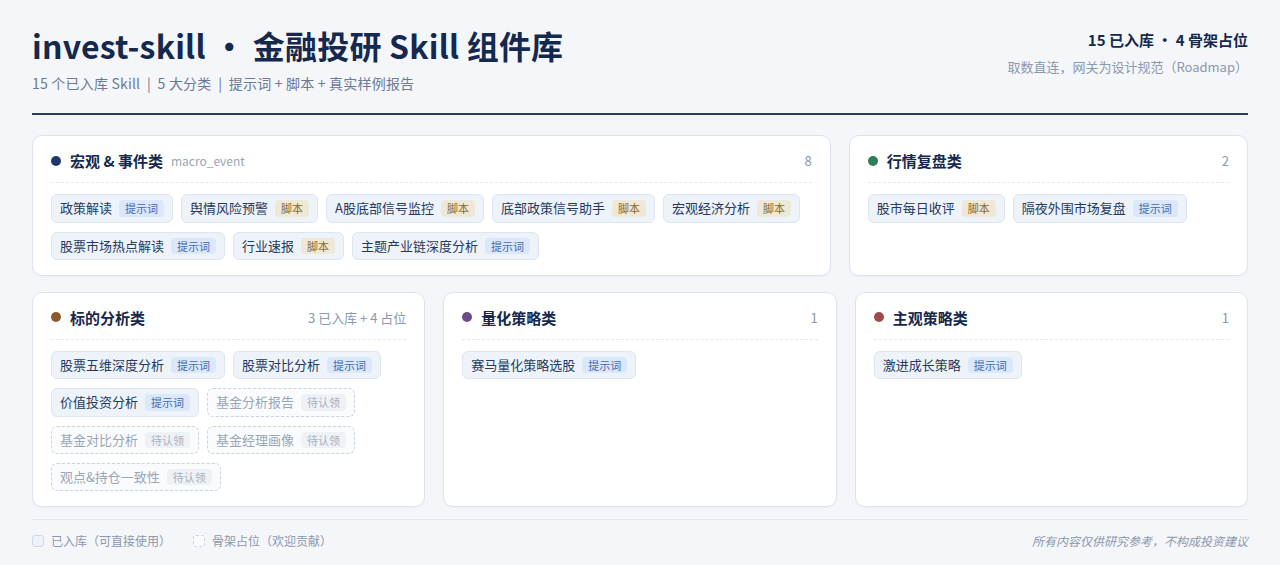 invest-skill · 金融投研 Skill 组件库
15 已入库 · 4 骨架占位
15 个已入库 Skill | 5 大分类 | 提示词 + 脚本 + 真实样例报告
取数直连，网关为设计规范（Roadmap）
宏观 & 事件类 macro_event 8
政策解读 提示词 舆情风险预警 脚本 A股底部信号监控 脚本 底部政策信号助手 脚本 宏观经济分析 脚本
股票市场热点解读 提示词 行业速报 脚本 主题产业链深度分析 提示词
行情复盘类 2
股市每日收评 脚本 隔夜外围市场复盘 提示词
标的分析类 3 已入库 + 4 占位
股票五维深度分析 提示词 股票对比分析 提示词
价值投资分析 提示词 基金分析报告 待认领
基金对比分析 待认领 基金经理画像 待认领
观点&持仓一致性 待认领
量化策略类 1
赛马量化策略选股 提示词
主观策略类 1
激进成长策略 提示词
已入库（可直接使用） 骨架占位（欢迎贡献）
所有内容仅供研究参考，不构成投资建议